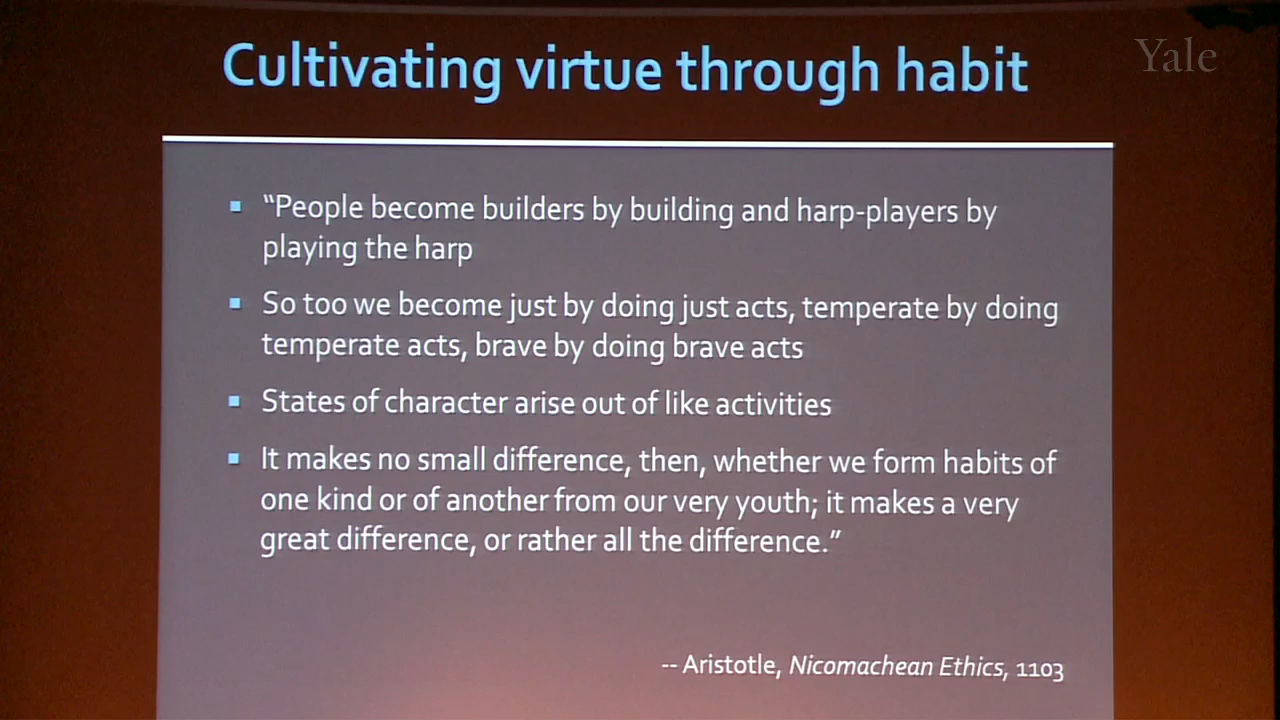 Cultivating virtue through habit
Yale
▪ “People become builders by building and harp-players by
playing the harp
▪ So too we become just by doing just acts, temperate by doing
temperate acts, brave by doing brave acts
▪ States of character arise out of like activities
▪ It makes no small difference, then, whether we form habits of
one kind or of another from our very youth; it makes a very
great difference, or rather all the difference.”
-- Aristotle, Nicomachean Ethics, 1103